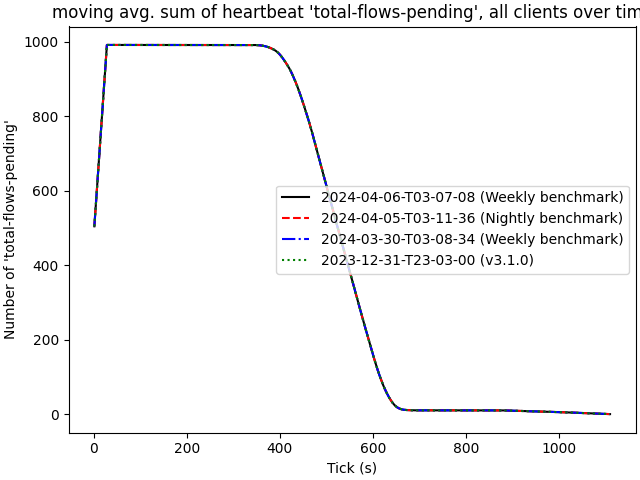 moving avg. sum of heartbeat 'total-flows-pending', all clients over tim
Number of 'total-flows-pending'
1000
800
600
400
200
0
2024-04-06-T03-07-08 (Weekly benchmark)
2024-04-05-T03-11-36 (Nightly benchmark)
2024-03-30-T03-08-34 (Weekly benchmark)
2023-12-31-T23-03-00 (v3.1.0)
0 200 400 600 800 1000
Tick (s)